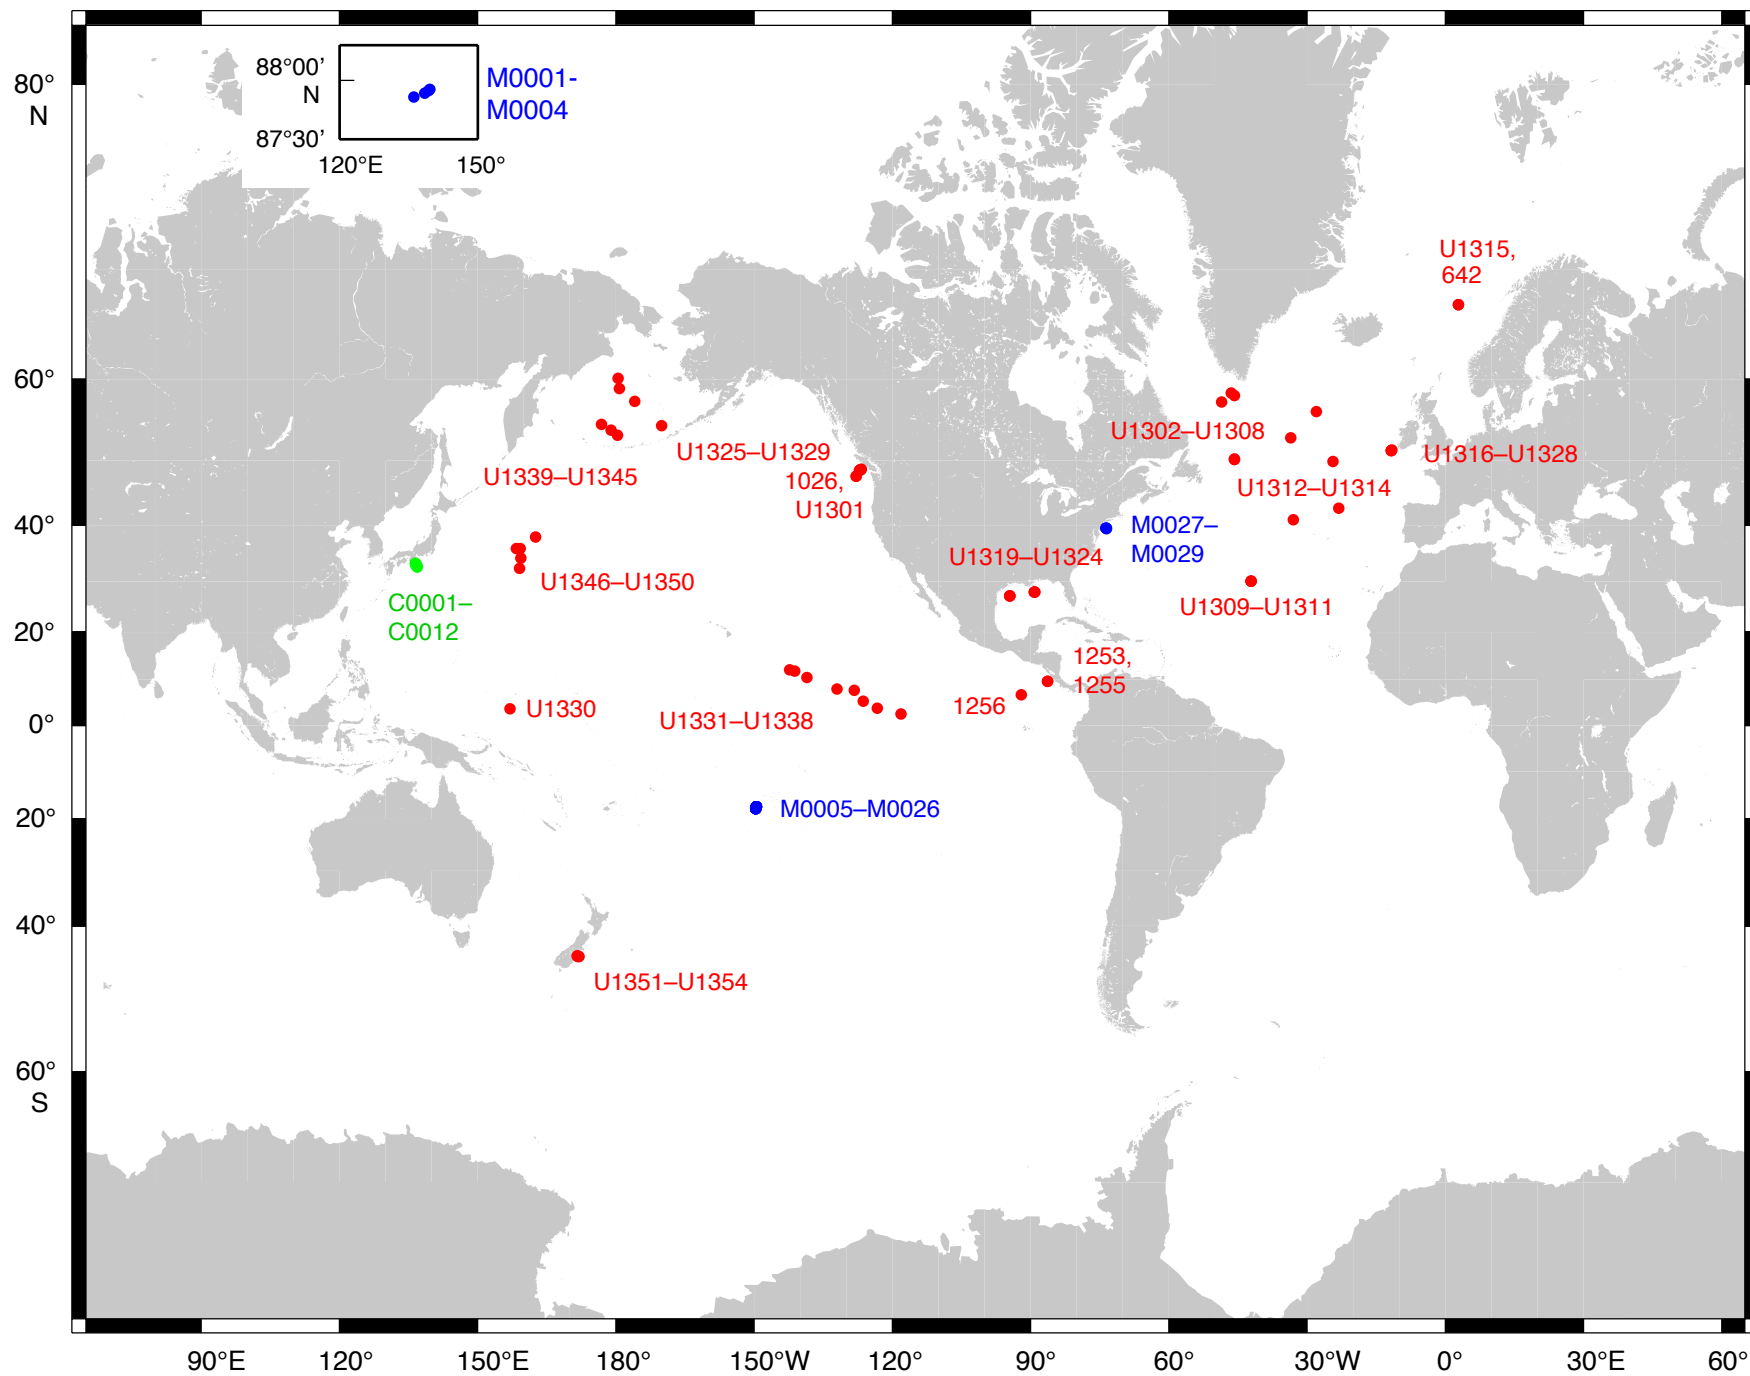 88°00'
N
87°30'
120°E 150°
M0001-
M0004
80°
N
60°
40°
20°
0°
20°
40°
60°
S
U1315,
642
U1302–U1308
U1316–U1328
U1325–U1329
U1339–U1345
1026,
U1301
U1312–U1314
M0027–
M0029
U1319–U1324
U1346–U1350
C0001–
C0012
U1309–U1311
1253,
1255
1256
U1330
U1331–U1338
M0005–M0026
U1351–U1354
90°E 120° 150°E 180° 150°W 120° 90° 60° 30°W 0° 30°E 60°